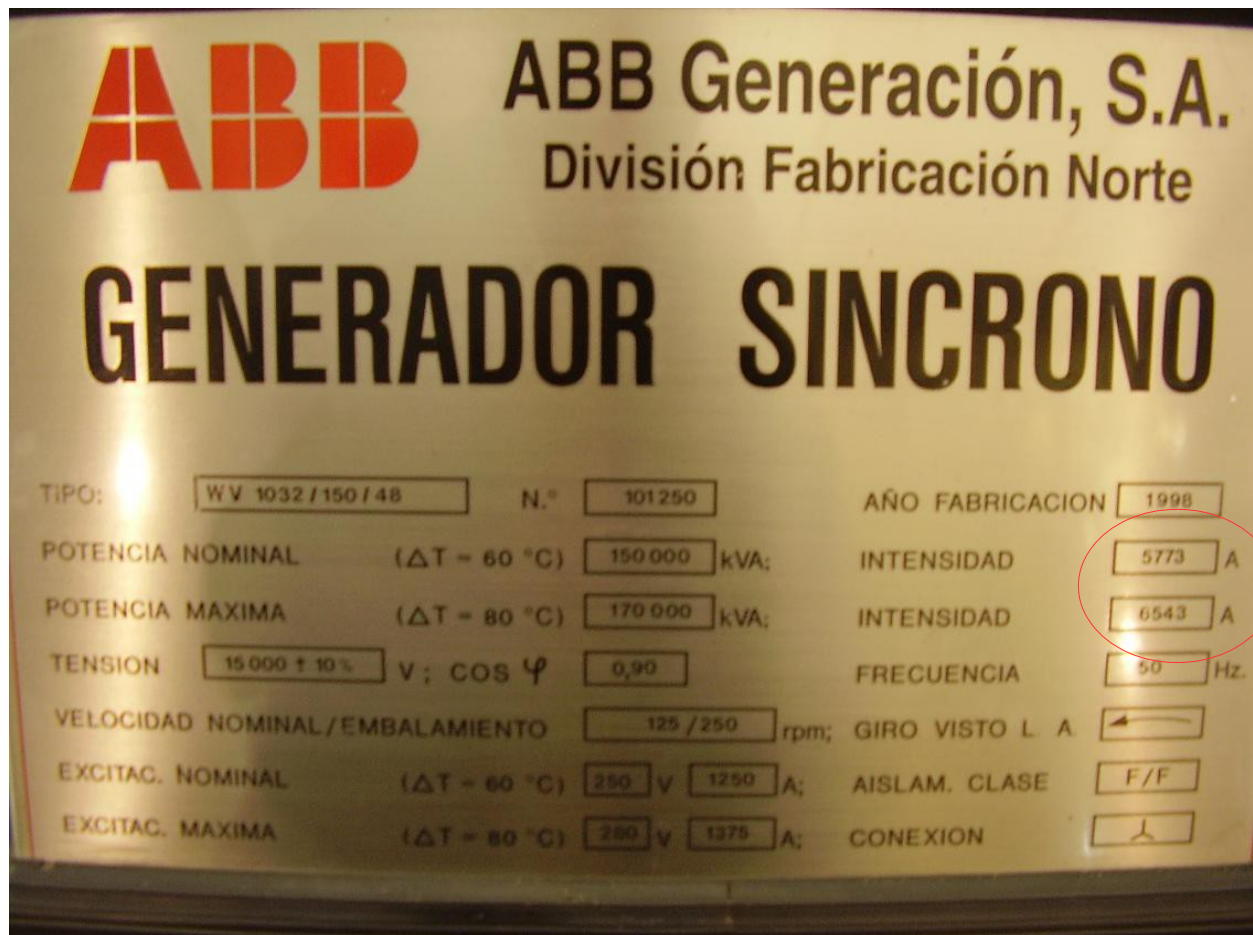 ABB
ABB Generación, S.A.
División Fabricación Norte
GENERADOR SINCRONO
TIPO: WV 1032/150/48 N.° 101250 AÑO FABRICACION 1998
POTENCIA NOMINAL (ΔT = 60 °C) 150 000 kVA; INTENSIDAD 5773 A
POTENCIA MAXIMA (ΔT = 80 °C) 170 000 kVA; INTENSIDAD 6543 A
TENSION 15 000 ± 10 % V; COS φ 0,90 FRECUENCIA 50 Hz.
VELOCIDAD NOMINAL/EMBALAMIENTO 125/250 rpm; GIRO VISTO L. A.
EXCITAC. NOMINAL (ΔT = 60 °C) 250 V 1250 A; AISLAM. CLASE F/F
EXCITAC. MAXIMA (ΔT = 80 °C) 280 V 1375 A; CONEXION